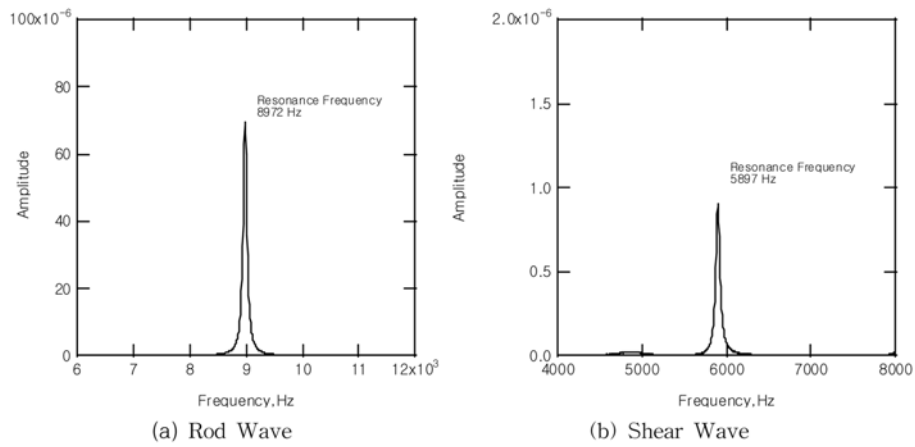 100x10⁻⁶
80
60
40
20
0
Amplitude
Resonance Frequency
8972 Hz
6 7 8 9 10 11 12x10³
Frequency,Hz
(a) Rod Wave
2.0x10⁻⁶
1.5
1.0
0.5
0.0
Amplitude
Resonance Frequency
5897 Hz
4000 5000 6000 7000 8000
Frequency,Hz
(b) Shear Wave